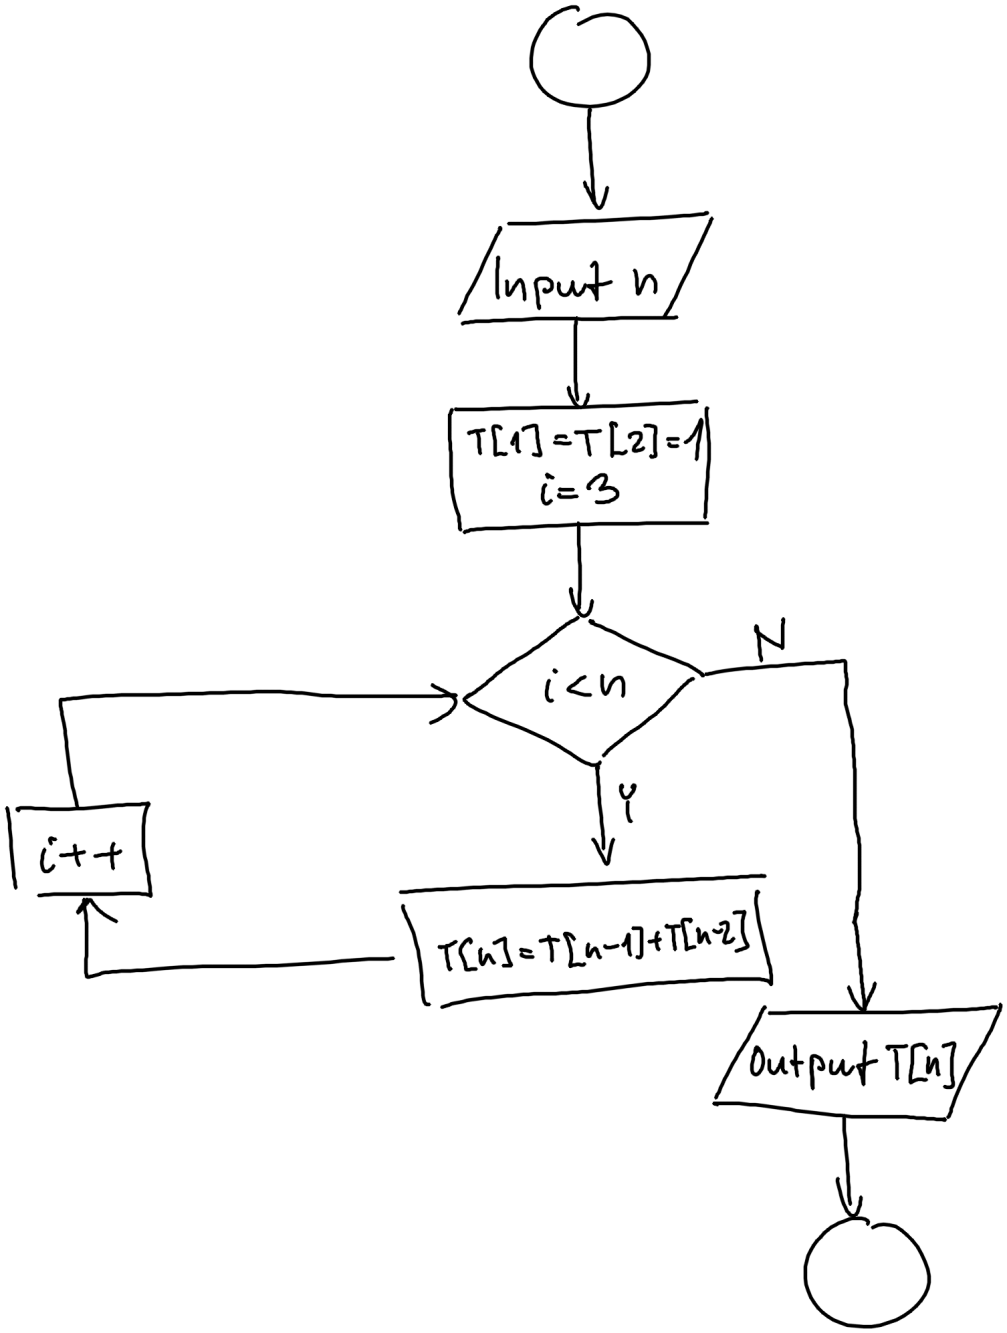 Input n
T[1]=T[2]=1
i=3
i<n
N
Y
i++
T[n]=T[n-1]+T[n-2]
Output T[n]